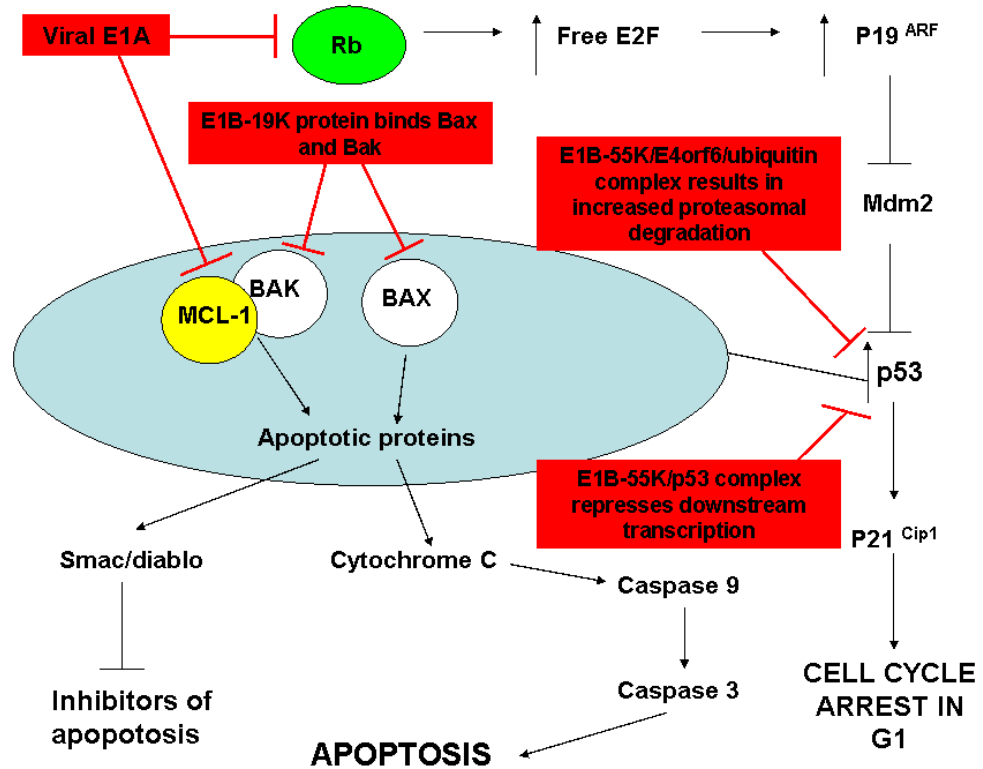 Viral E1A
Rb
Free E2F
P19 ARF
E1B-19K protein binds Bax
and Bak
E1B-55K/E4orf6/ubiquitin
complex results in
increased proteasomal
degradation
Mdm2
BAK
MCL-1
BAX
p53
Apoptotic proteins
E1B-55K/p53 complex
represses downstream
transcription
P21 Cip1
Smac/diablo
Cytochrome C
Caspase 9
Caspase 3
Inhibitors of
apopotosis
CELL CYCLE
ARREST IN
G1
APOPTOSIS